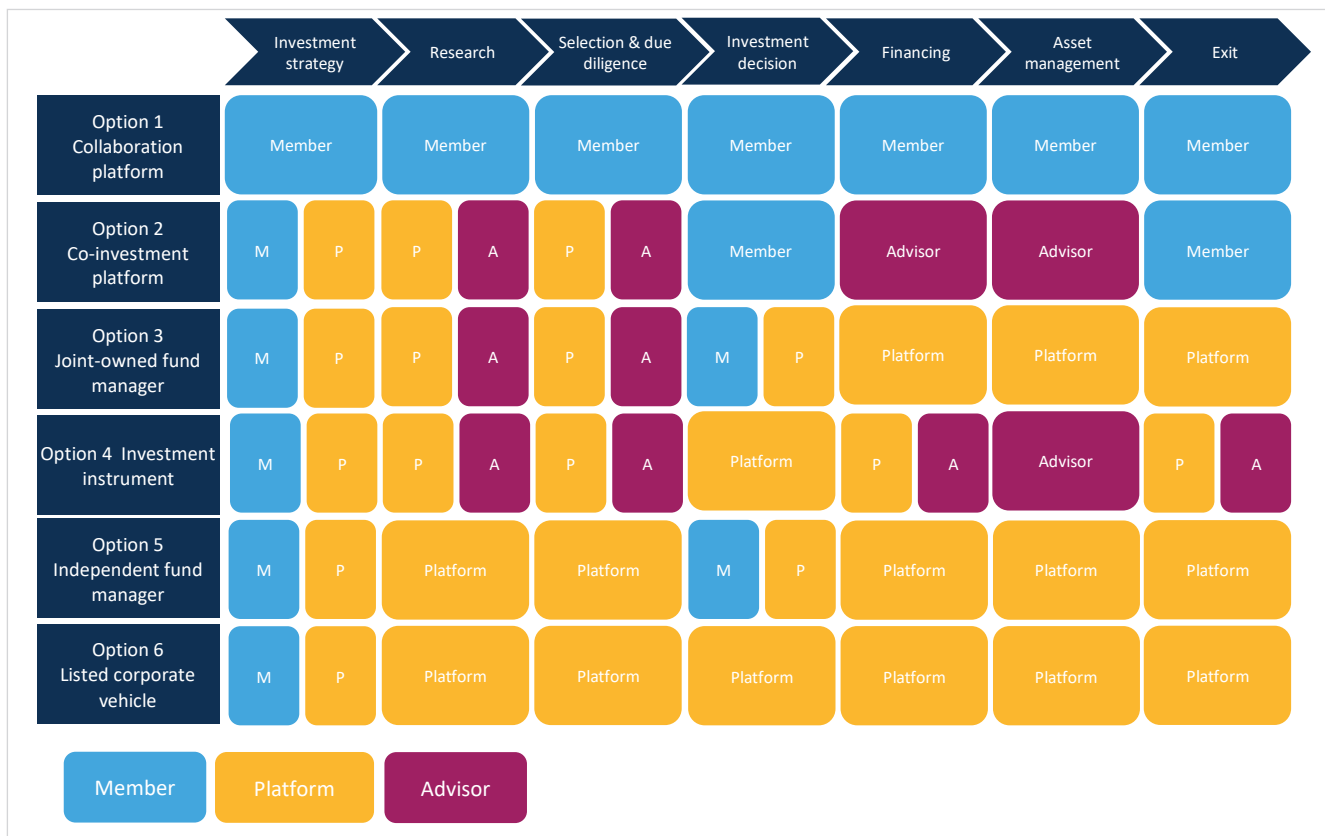 Investment
strategy
Research
Selection & due
diligence
Investment
decision
Financing
Asset
management
Exit
Option 1
Collaboration
platform
Member
Member
Member
Member
Member
Member
Member
Option 2
Co-investment
platform
M
P
P
A
P
A
Member
Advisor
Advisor
Member
Option 3
Joint-owned fund
manager
M
P
P
A
P
A
M
P
Platform
Platform
Platform
Option 4 Investment
instrument
M
P
P
A
P
A
Platform
P
A
Advisor
P
A
Option 5
Independent fund
manager
M
P
Platform
Platform
M
P
Platform
Platform
Platform
Option 6
Listed corporate
vehicle
M
P
Platform
Platform
Platform
Platform
Platform
Platform
Member
Platform
Advisor